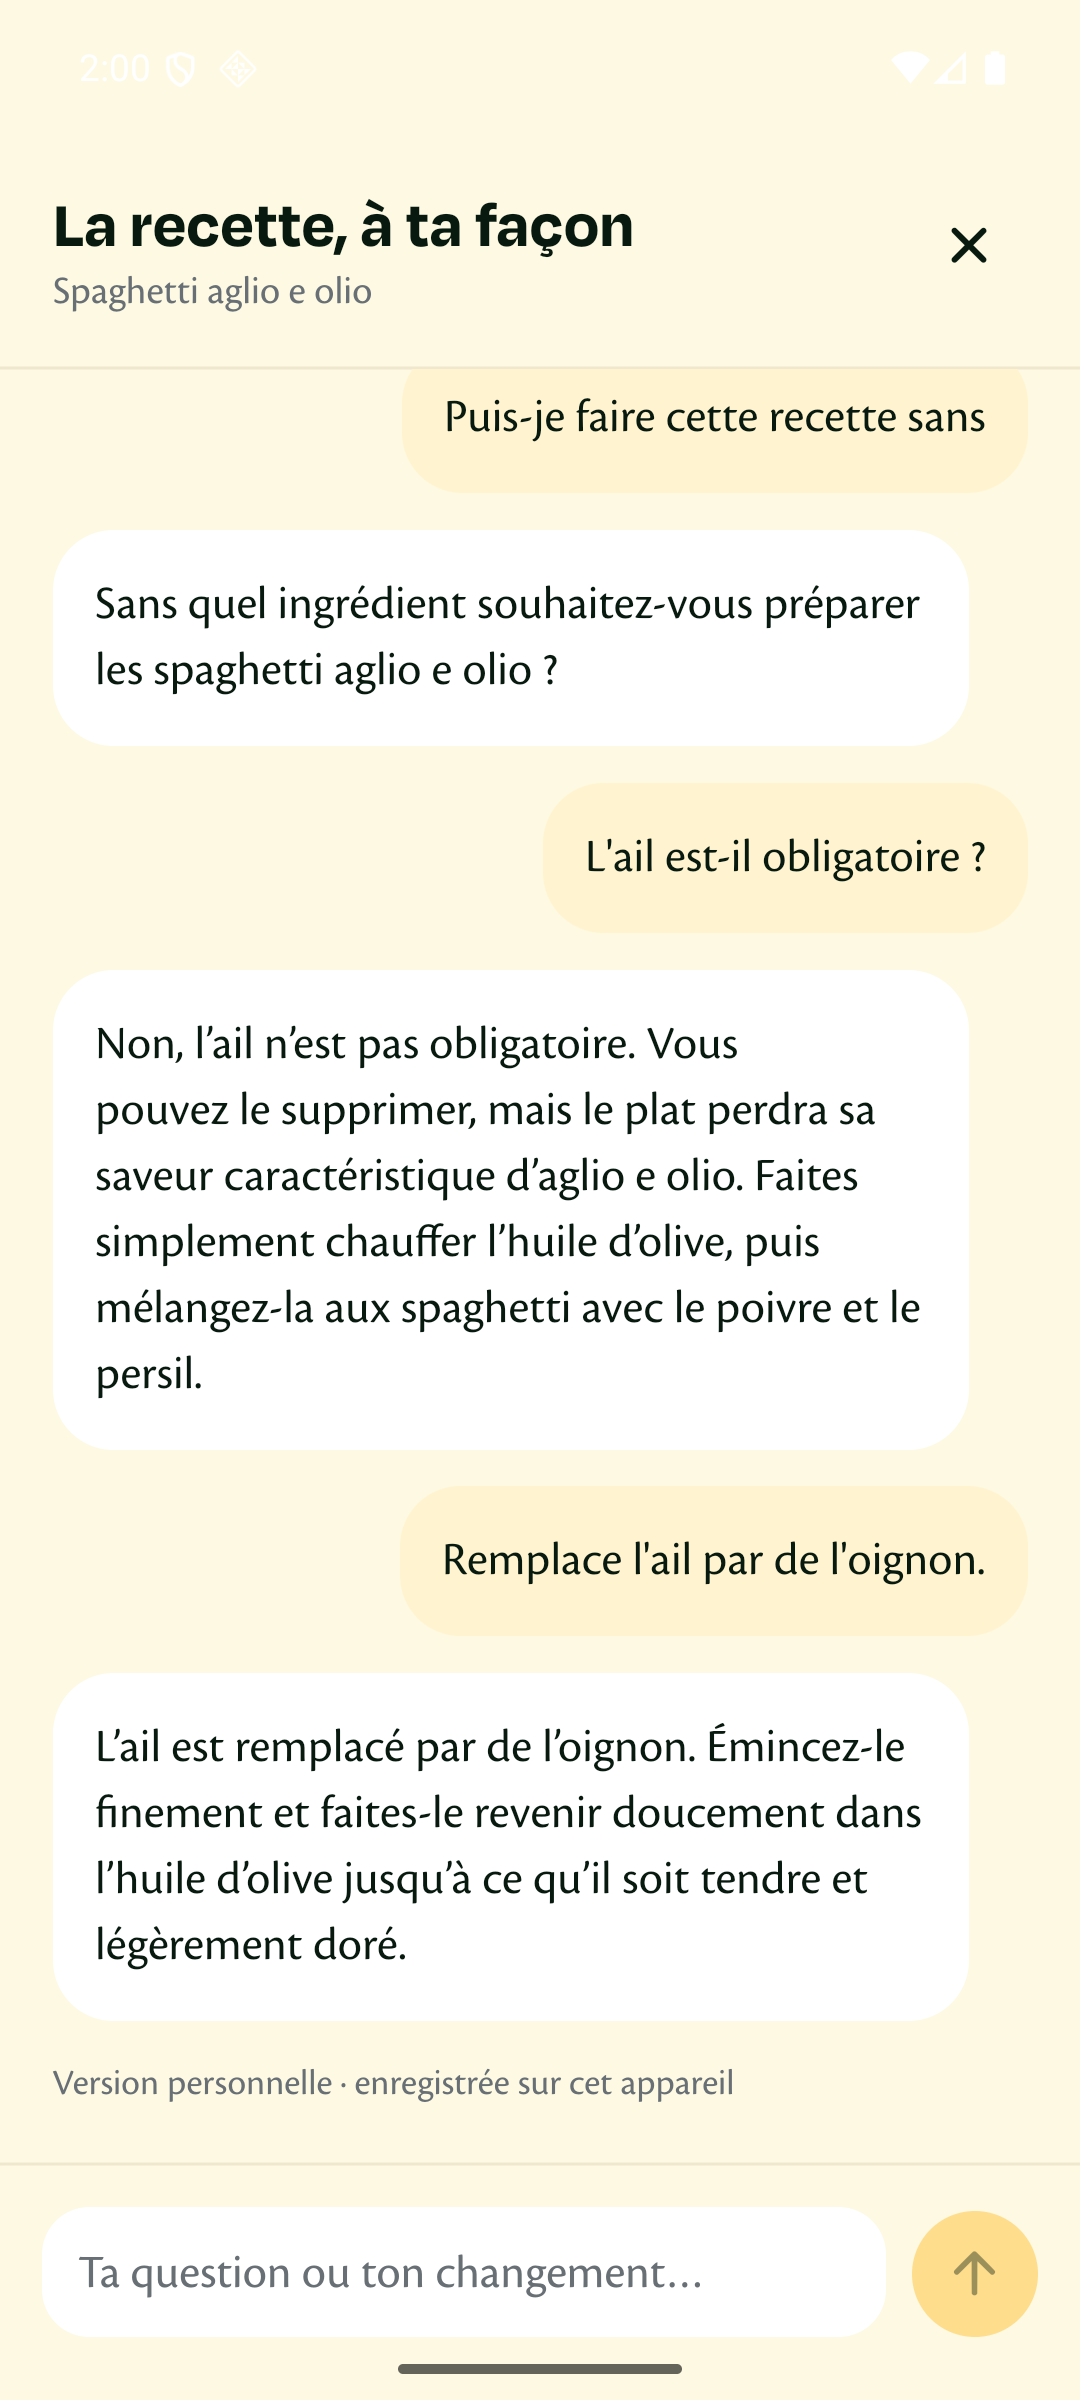 2:00
La recette, à ta façon
Spaghetti aglio e olio
Puis-je faire cette recette sans
Sans quel ingrédient souhaitez-vous préparer
les spaghetti aglio e olio ?
L'ail est-il obligatoire ?
Non, l’ail n’est pas obligatoire. Vous
pouvez le supprimer, mais le plat perdra sa
saveur caractéristique d’aglio e olio. Faites
simplement chauffer l’huile d’olive, puis
mélangez-la aux spaghetti avec le poivre et le
persil.
Remplace l'ail par de l'oignon.
L’ail est remplacé par de l’oignon. Émincez-le
finement et faites-le revenir doucement dans
l’huile d’olive jusqu’à ce qu’il soit tendre et
légèrement doré.
Version personnelle · enregistrée sur cet appareil
Ta question ou ton changement...